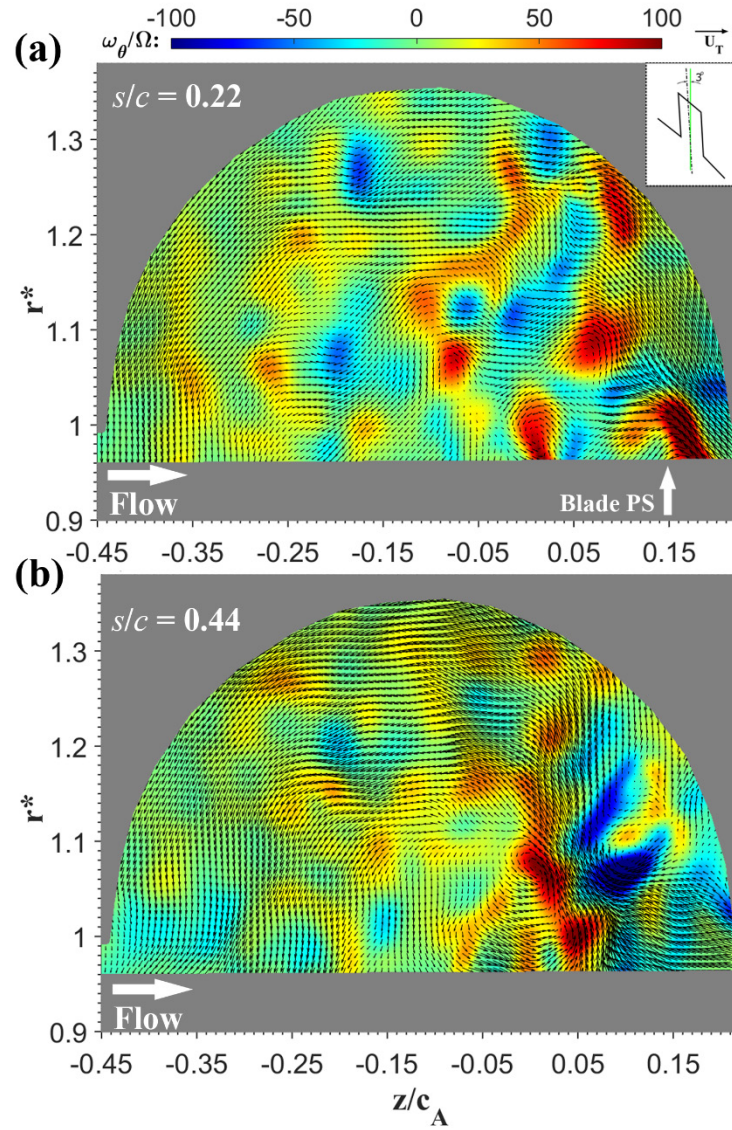 ω_θ/Ω: -100 -50 0 50 100 U_T
(a)
s/c = 0.22
3°
1.3
1.2
r*
1.1
1
0.9
Flow
Blade PS
-0.45 -0.35 -0.25 -0.15 -0.05 0.05 0.15
(b)
s/c = 0.44
1.3
1.2
r*
1.1
1
0.9
Flow
-0.45 -0.35 -0.25 -0.15 -0.05 0.05 0.15
z/c_A